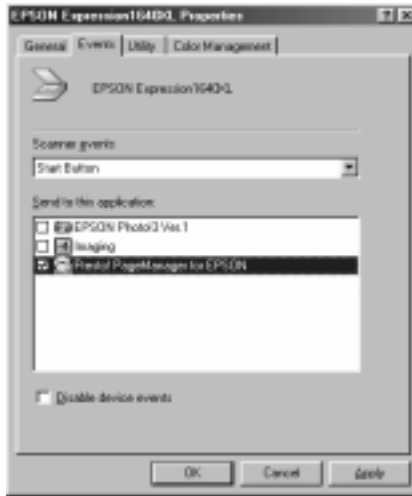 EPSON Expression1640XL Properties
General Events Utility Color Management
EPSON Expression1640XL
Scanner events
Start Button
Send to this application:
EPSON Photo!3 Ver.1
Imaging
Presto! PageManager for EPSON
Disable device events
OK Cancel Apply